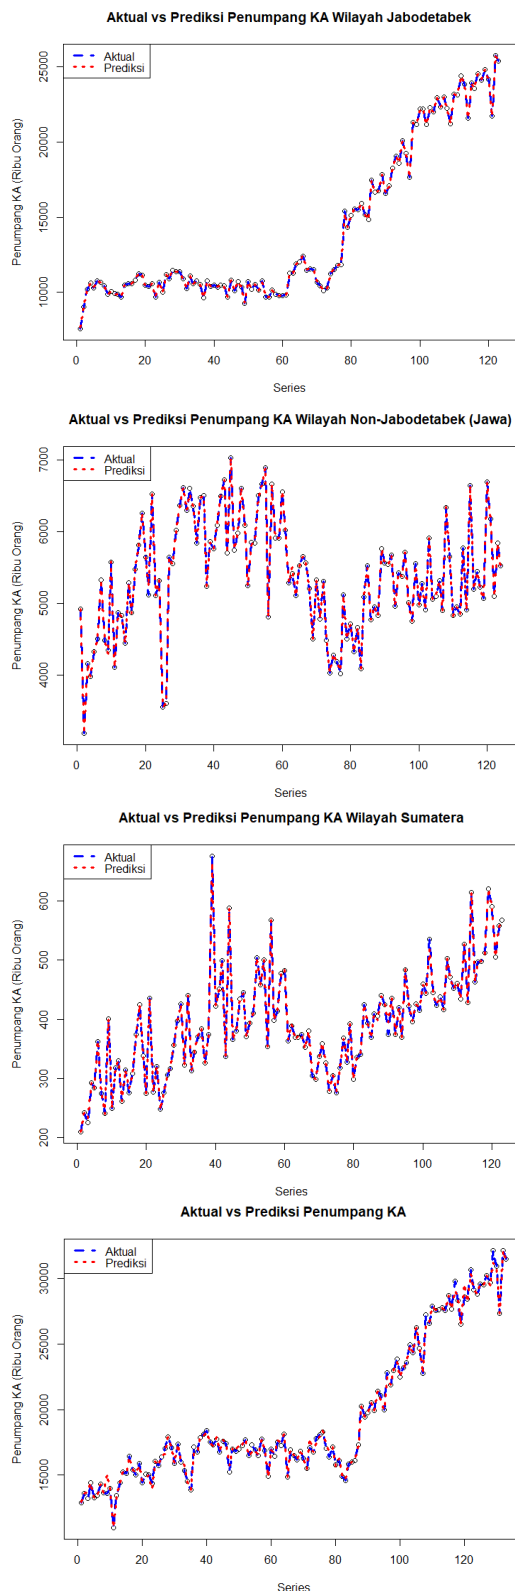 Aktual vs Prediksi Penumpang KA Wilayah Jabodetabek
Aktual
Prediksi
Penumpang KA (Ribu Orang)
25000
20000
15000
10000
0 20 40 60 80 100 120
Series
Aktual vs Prediksi Penumpang KA Wilayah Non-Jabodetabek (Jawa)
Aktual
Prediksi
Penumpang KA (Ribu Orang)
7000
6000
5000
4000
0 20 40 60 80 100 120
Series
Aktual vs Prediksi Penumpang KA Wilayah Sumatera
Aktual
Prediksi
Penumpang KA (Ribu Orang)
600
500
400
300
200
0 20 40 60 80 100 120
Series
Aktual vs Prediksi Penumpang KA
Aktual
Prediksi
Penumpang KA (Ribu Orang)
30000
25000
20000
15000
0 20 40 60 80 100 120
Series